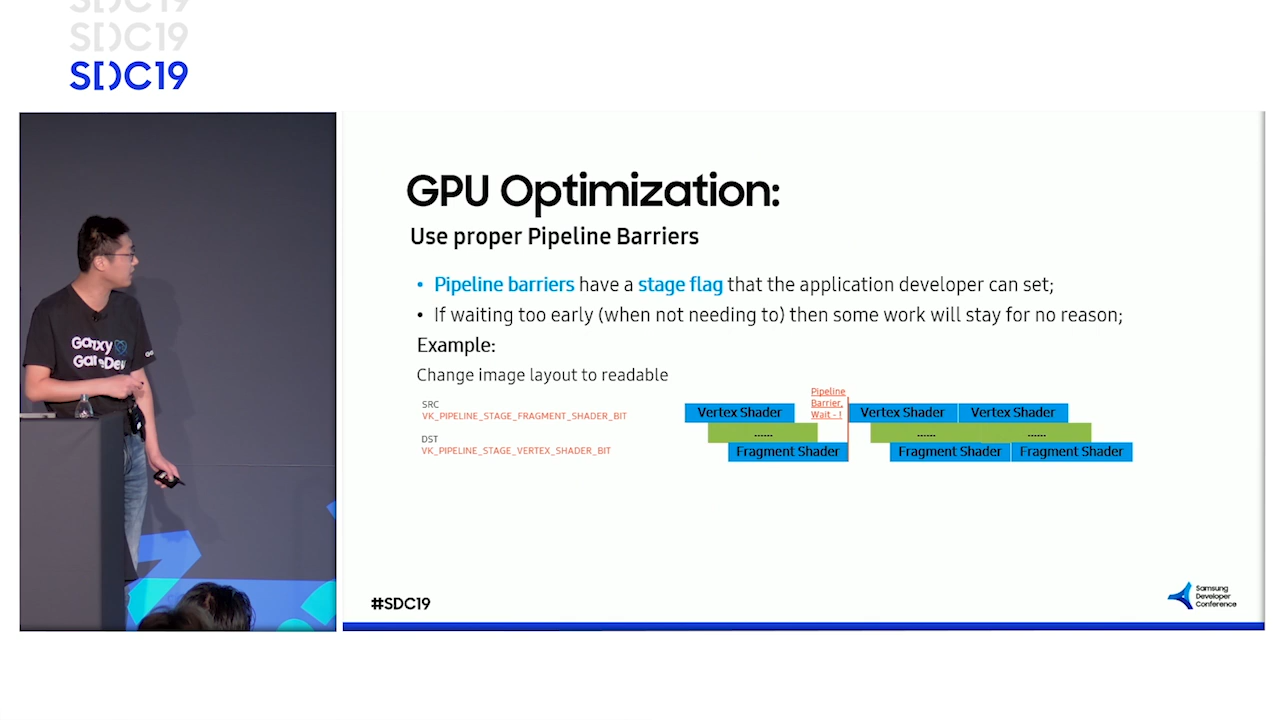 SDC19
SDC19
SDC19
GPU Optimization:
Use proper Pipeline Barriers
• Pipeline barriers have a stage flag that the application developer can set;
• If waiting too early (when not needing to) then some work will stay for no reason;
Example:
Change image layout to readable
SRC
VK_PIPELINE_STAGE_FRAGMENT_SHADER_BIT
DST
VK_PIPELINE_STAGE_VERTEX_SHADER_BIT
Pipeline
Barrier,
Wait - !
Vertex Shader
Vertex Shader
Vertex Shader
......
......
......
Fragment Shader
Fragment Shader
Fragment Shader
Galaxy
GameDev
#SDC19
Samsung
Developer
Conference